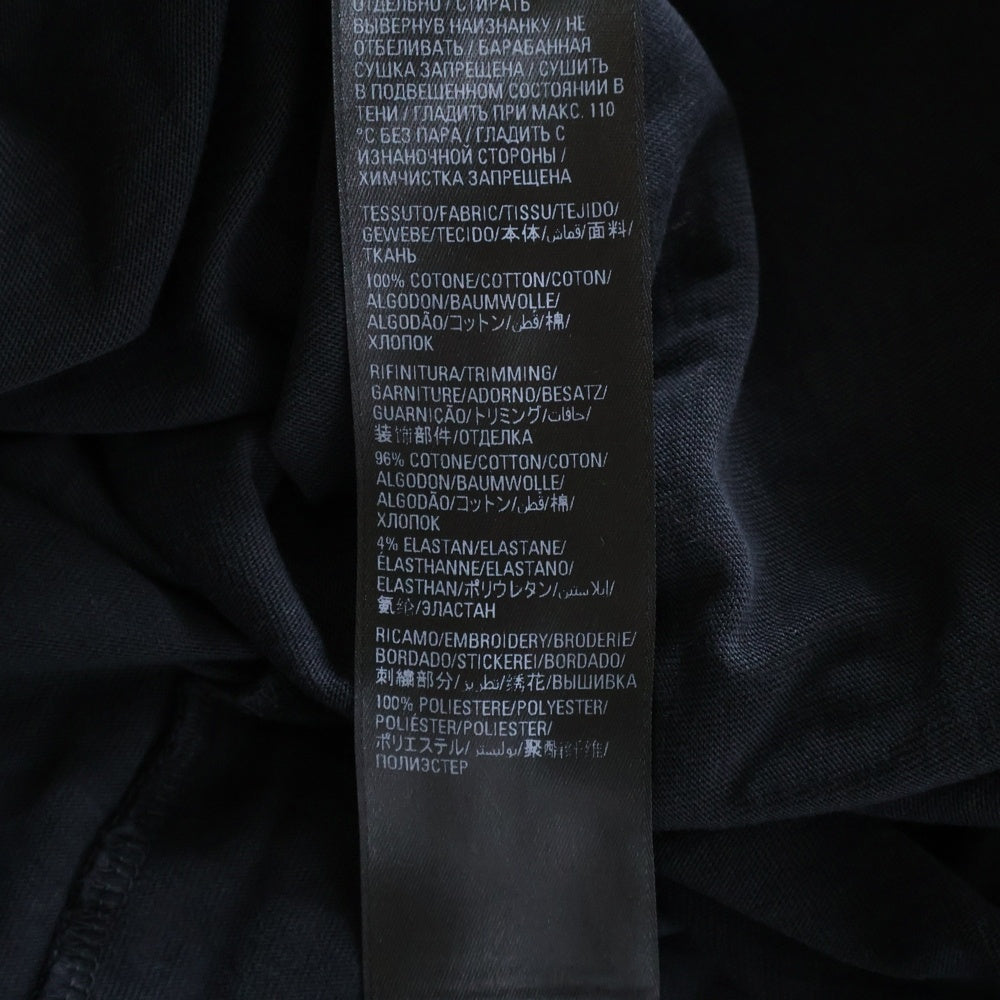 ОТДЕЛЬНО / СТИРАТЬ
ВЫВЕРНУВ НАИЗНАНКУ / НЕ
ОТБЕЛИВАТЬ / БАРАБАННАЯ
СУШКА ЗАПРЕЩЕНА / СУШИТЬ
В ПОДВЕШЕННОМ СОСТОЯНИИ В
ТЕНИ / ГЛАДИТЬ ПРИ МАКС. 110
°C БЕЗ ПАРА / ГЛАДИТЬ С
ИЗНАНОЧНОЙ СТОРОНЫ /
ХИМЧИСТКА ЗАПРЕЩЕНА
TESSUTO/FABRIC/TISSU/TEJIDO/
GEWEBE/TECIDO/本体/قماش/面料/
ТКАНЬ
100% COTONE/COTTON/COTON/
ALGODON/BAUMWOLLE/
ALGODÃO/コットン/قطن/棉/
ХЛОПОК
RIFINITURA/TRIMMING/
GARNITURE/ADORNO/BESATZ/
GUARNIÇÃO/トリミング/حافات/
装饰部件/ОТДЕЛКА
96% COTONE/COTTON/COTON/
ALGODON/BAUMWOLLE/
ALGODÃO/コットン/قطن/棉/
ХЛОПОК
4% ELASTAN/ELASTANE/
ÉLASTHANNE/ELASTANO/
ELASTHAN/ポリウレタン/ايلاستين/
氨纶/ЭЛАСТАН
RICAMO/EMBROIDERY/BRODERIE/
BORDADO/STICKEREI/BORDADO/
刺繍部分/تطريز/绣花/ВЫШИВКА
100% POLIESTERE/POLYESTER/
POLIÉSTER/POLIESTER/
ポリエステル/بوليستر/聚酯纤维/
ПОЛИЭСТЕР